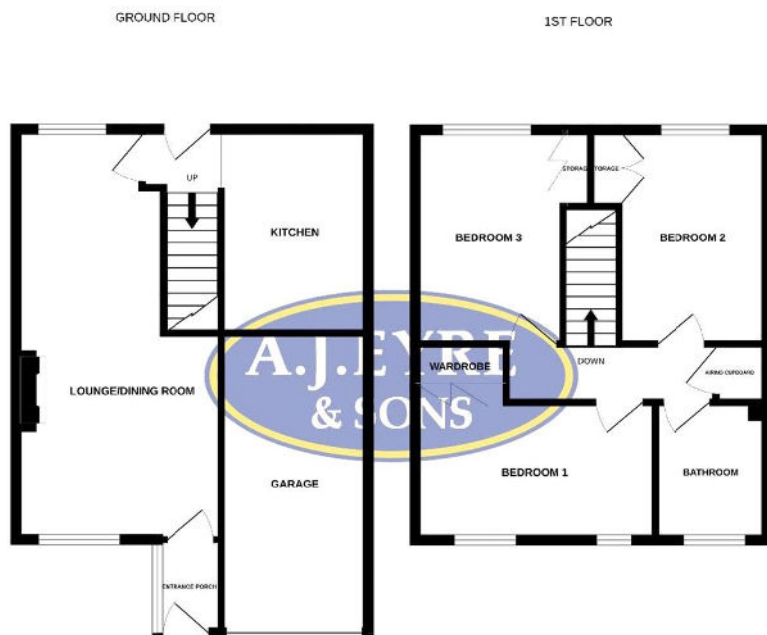 GROUND FLOOR
1ST FLOOR
UP
KITCHEN
LOUNGE/DINING ROOM
GARAGE
ENTRANCE PORCH
STORAGE
STORAGE
BEDROOM 3
BEDROOM 2
DOWN
WARDROBE
AIRING CUPBOARD
BEDROOM 1
BATHROOM
A.J.EYRE
& SONS